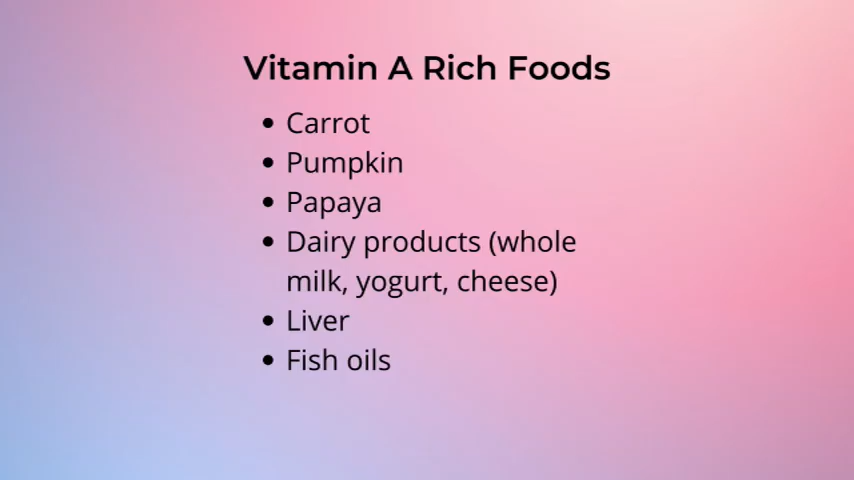 Vitamin A Rich Foods
• Carrot
• Pumpkin
• Papaya
• Dairy products (whole
milk, yogurt, cheese)
• Liver
• Fish oils